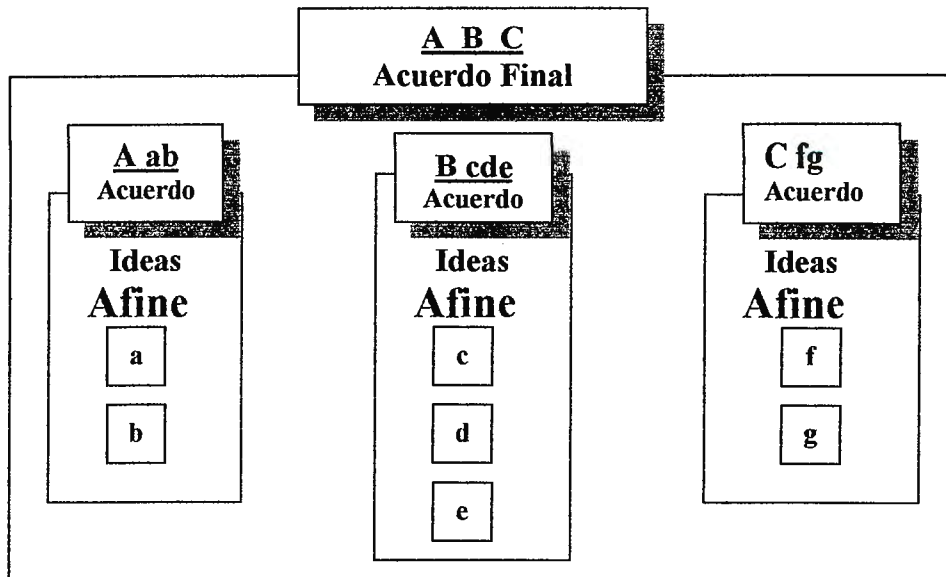 A B C
Acuerdo Final
A ab
Acuerdo
Ideas
Afine
a
b
B cde
Acuerdo
Ideas
Afine
c
d
e
C fg
Acuerdo
Ideas
Afine
f
g